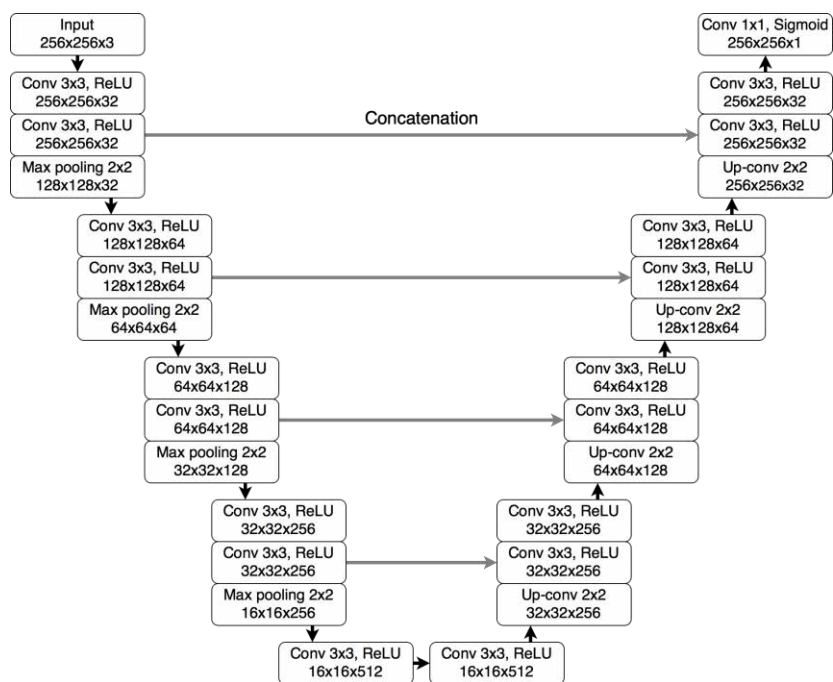 Input
256x256x3
Conv 3x3, ReLU
256x256x32
Conv 3x3, ReLU
256x256x32
Max pooling 2x2
128x128x32
Conv 3x3, ReLU
128x128x64
Conv 3x3, ReLU
128x128x64
Max pooling 2x2
64x64x64
Conv 3x3, ReLU
64x64x128
Conv 3x3, ReLU
64x64x128
Max pooling 2x2
32x32x128
Conv 3x3, ReLU
32x32x256
Conv 3x3, ReLU
32x32x256
Max pooling 2x2
16x16x256
Conv 3x3, ReLU
16x16x512
Conv 3x3, ReLU
16x16x512
Concatenation
Conv 1x1, Sigmoid
256x256x1
Conv 3x3, ReLU
256x256x32
Conv 3x3, ReLU
256x256x32
Up-conv 2x2
256x256x32
Conv 3x3, ReLU
128x128x64
Conv 3x3, ReLU
128x128x64
Up-conv 2x2
128x128x64
Conv 3x3, ReLU
64x64x128
Conv 3x3, ReLU
64x64x128
Up-conv 2x2
64x64x128
Conv 3x3, ReLU
32x32x256
Conv 3x3, ReLU
32x32x256
Up-conv 2x2
32x32x256